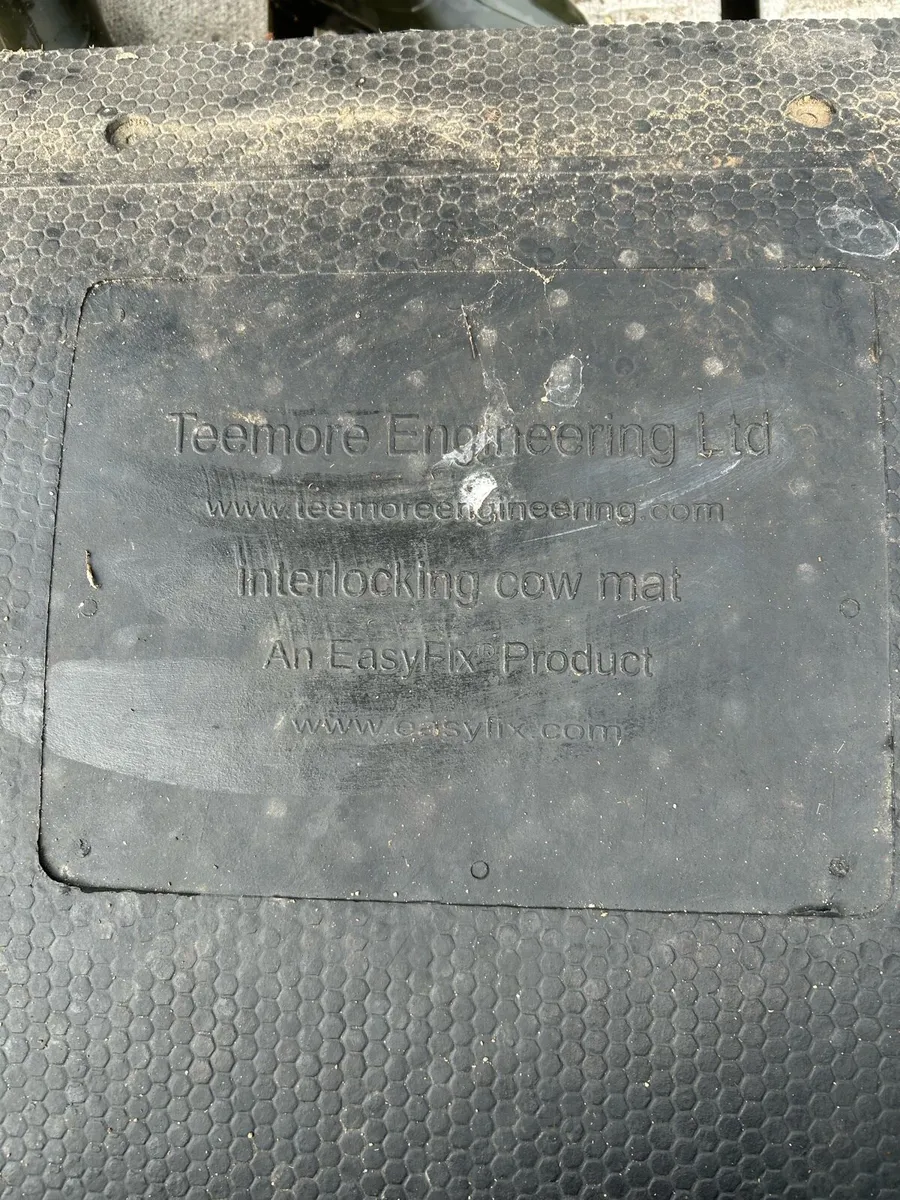 Teemore Engineering Ltd
www.teemoreengineering.com
interlocking cow mat
An EasyFix® Product
www.easyfix.com